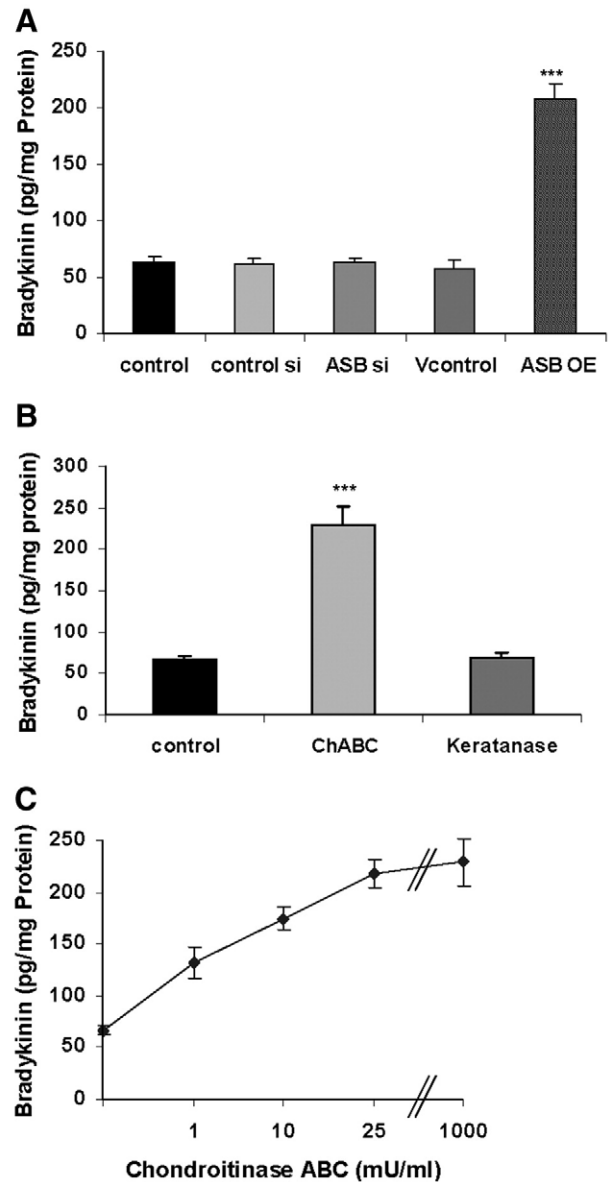 A
Bradykinin (pg/mg Protein)
250
200
150
100
50
0
***
control control si ASB si Vcontrol ASB OE
B
Bradykinin (pg/mg protein)
300
250
200
150
100
50
0
***
control ChABC Keratanase
C
Bradykinin (pg/mg Protein)
250
200
150
100
50
0
1 10 25 1000
Chondroitinase ABC (mU/ml)